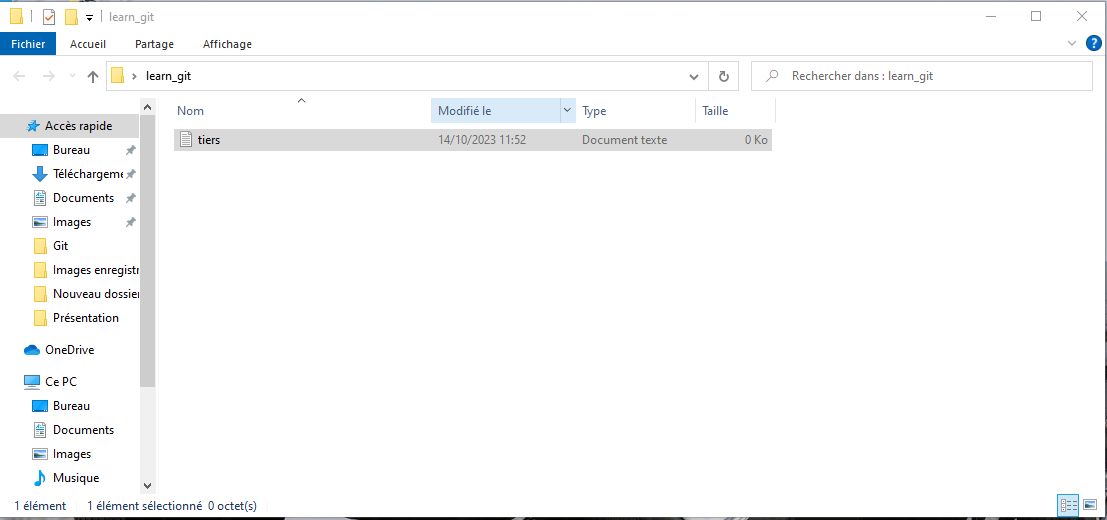 learn_git
Fichier Accueil Partage Affichage
learn_git Rechercher dans : learn_git
Nom Modifié le Type Taille
tiers 14/10/2023 11:52 Document texte 0 Ko
Accès rapide
Bureau
Téléchargeme
Documents
Images
Git
Images enregistr
Nouveau dossier
Présentation
OneDrive
Ce PC
Bureau
Documents
Images
Musique
1 élément 1 élément sélectionné 0 octet(s)